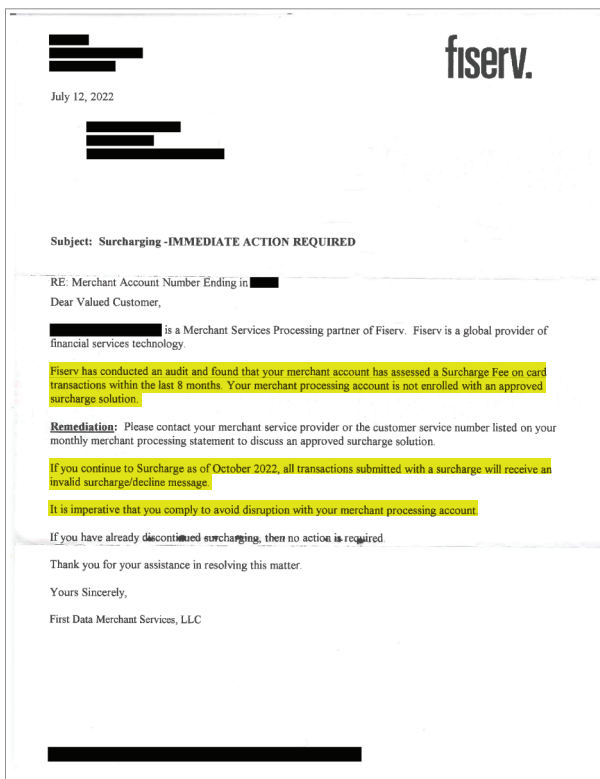 fiserv.
July 12, 2022
Subject: Surcharging -IMMEDIATE ACTION REQUIRED
RE: Merchant Account Number Ending in
Dear Valued Customer,
is a Merchant Services Processing partner of Fiserv. Fiserv is a global provider of
financial services technology.
Fiserv has conducted an audit and found that your merchant account has assessed a Surcharge Fee on card
transactions within the last 8 months. Your merchant processing account is not enrolled with an approved
surcharge solution.
Remediation: Please contact your merchant service provider or the customer service number listed on your
monthly merchant processing statement to discuss an approved surcharge solution.
If you continue to Surcharge as of October 2022, all transactions submitted with a surcharge will receive an
invalid surcharge/decline message.
It is imperative that you comply to avoid disruption with your merchant processing account.
If you have already discontinued surcharging, then no action is required.
Thank you for your assistance in resolving this matter.
Yours Sincerely,
First Data Merchant Services, LLC